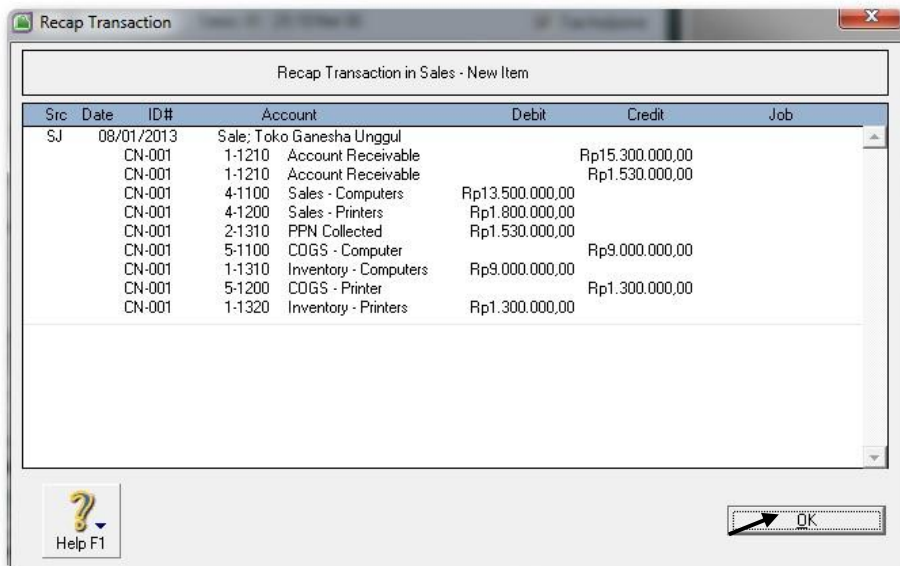 Recap Transaction
Recap Transaction in Sales - New Item
Src Date ID# Account Debit Credit Job
SJ 08/01/2013 Sale; Toko Ganesha Unggul
CN-001 1-1210 Account Receivable Rp15.300.000,00
CN-001 1-1210 Account Receivable Rp1.530.000,00
CN-001 4-1100 Sales - Computers Rp13.500.000,00
CN-001 4-1200 Sales - Printers Rp1.800.000,00
CN-001 2-1310 PPN Collected Rp1.530.000,00
CN-001 5-1100 COGS - Computer Rp9.000.000,00
CN-001 1-1310 Inventory - Computers Rp9.000.000,00
CN-001 5-1200 COGS - Printer Rp1.300.000,00
CN-001 1-1320 Inventory - Printers Rp1.300.000,00
Help F1
OK